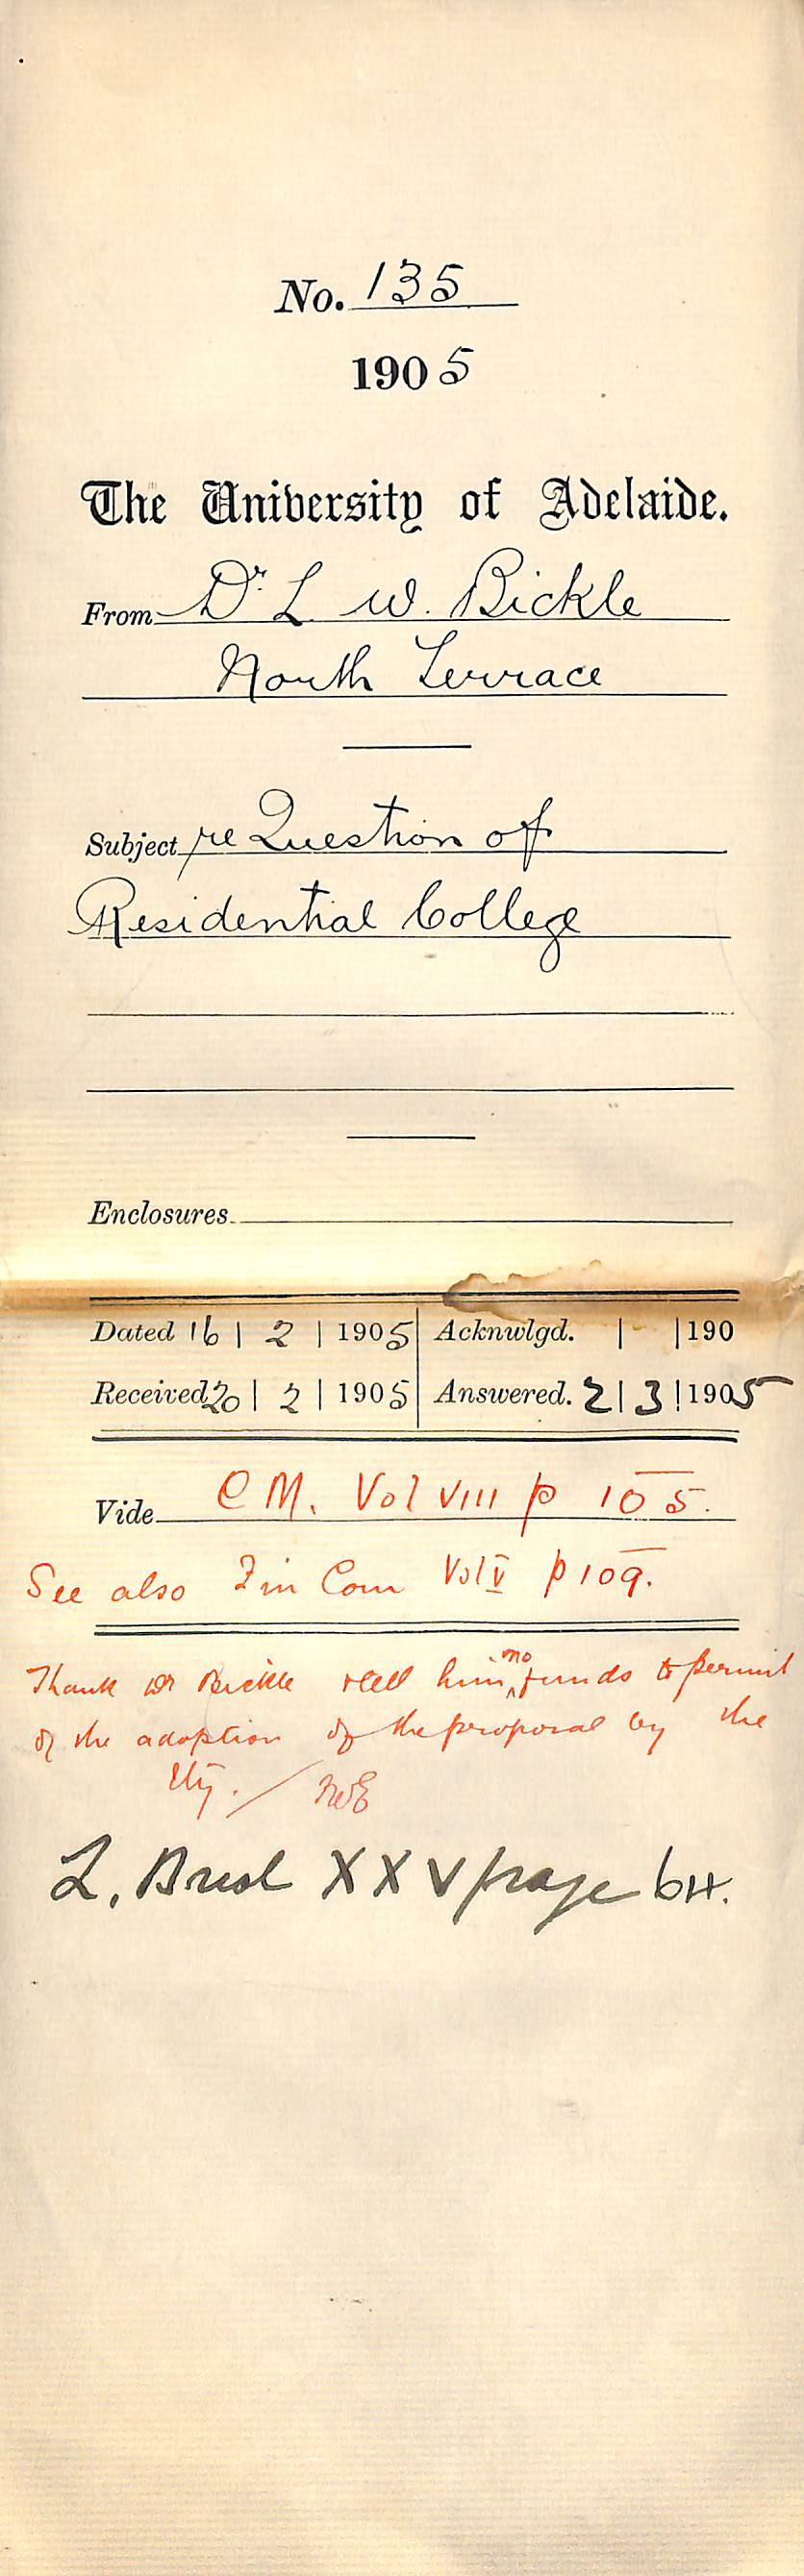 No. 135
1905
The University of Adelaide.
From Dr. L. W. Bickle
North Terrace
Subject re Question of
Residential College
Enclosures
Dated 16 | 2 | 1905 Acknwlgd. | | 190
Received 20 | 2 | 1905 Answered. 2 | 3 | 1905
Vide C M. Vol VIII p 105.
See also Fin Com Vol V p 109.
Thank Dr Bickle & tell him no funds to permit
of the adoption of the proposal by the
Uty. /
L. Book XXV page 64.